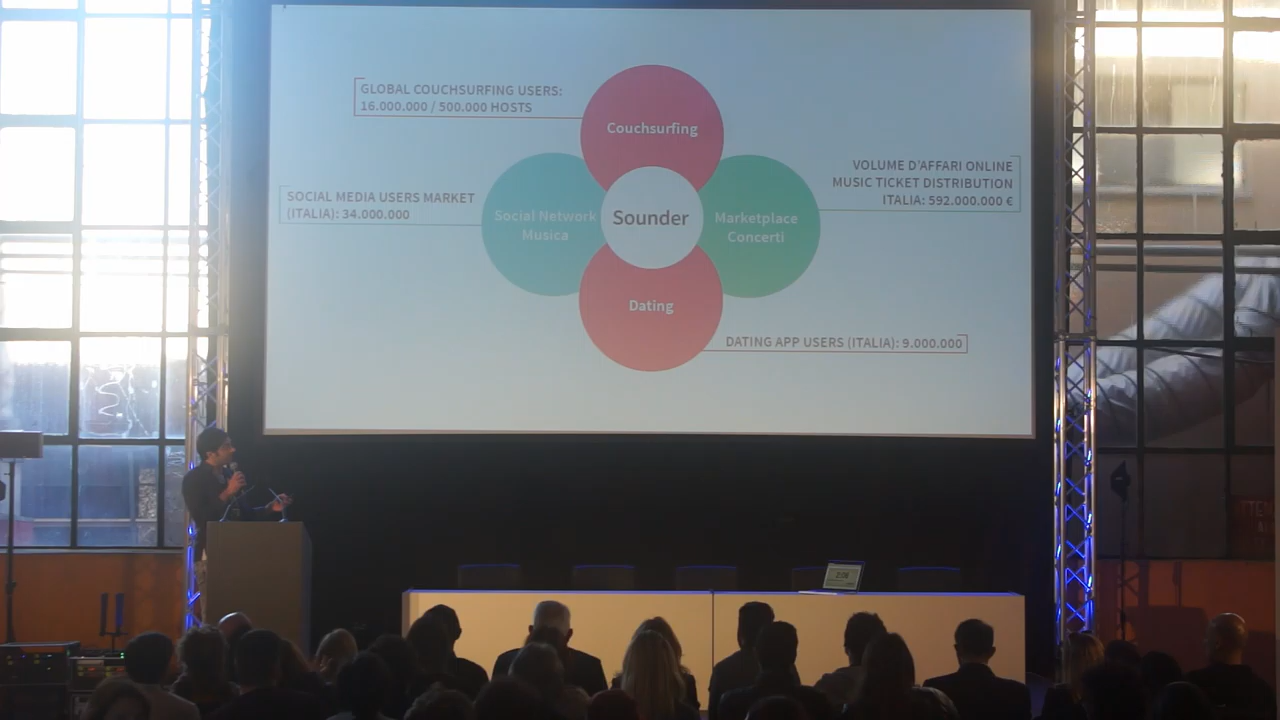 GLOBAL COUCHSURFING USERS:
16.000.000 / 500.000 HOSTS
Couchsurfing
VOLUME D'AFFARI ONLINE
MUSIC TICKET DISTRIBUTION
ITALIA: 592.000.000 €
SOCIAL MEDIA USERS MARKET
(ITALIA): 34.000.000
Social Network
Musica
Sounder
Marketplace
Concerti
Dating
DATING APP USERS (ITALIA): 9.000.000